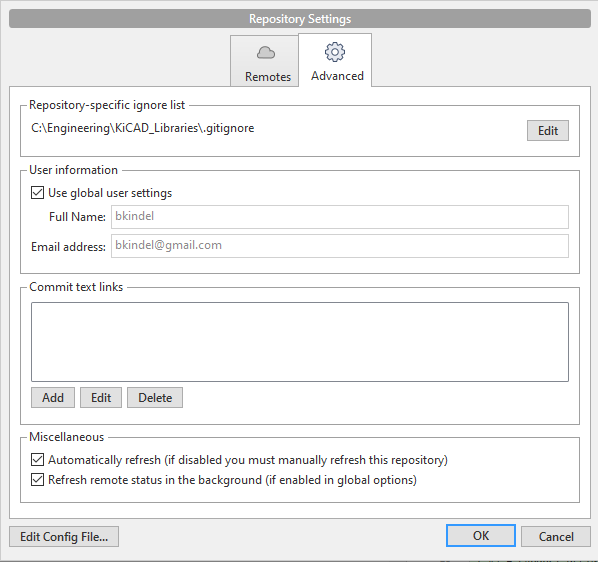 Repository Settings
Remotes
Advanced
Repository-specific ignore list
C:\Engineering\KiCAD_Libraries\.gitignore
Edit
User information
Use global user settings
Full Name:
bkindel
Email address:
bkindel@gmail.com
Commit text links
Add
Edit
Delete
Miscellaneous
Automatically refresh (if disabled you must manually refresh this repository)
Refresh remote status in the background (if enabled in global options)
Edit Config File...
OK
Cancel